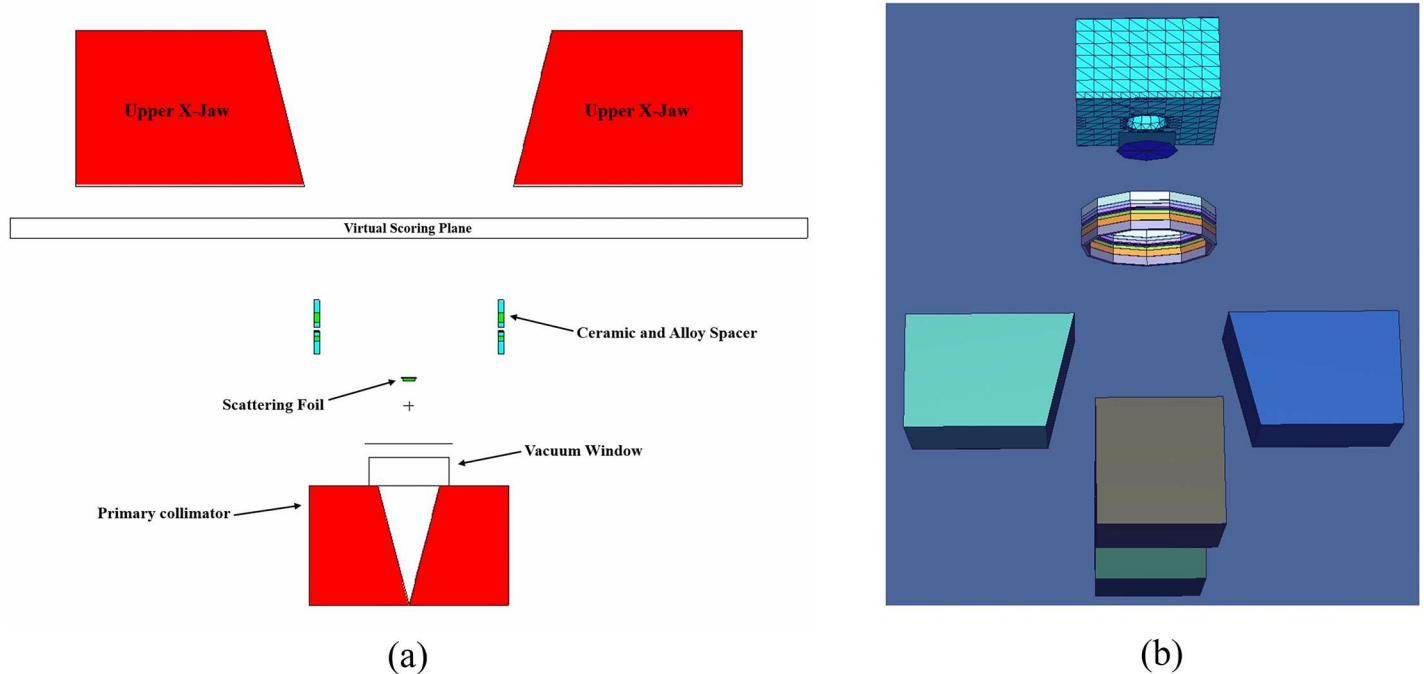 Upper X-Jaw
Upper X-Jaw
Virtual Scoring Plane
Ceramic and Alloy Spacer
Scattering Foil
Vacuum Window
Primary collimator
(a)
(b)